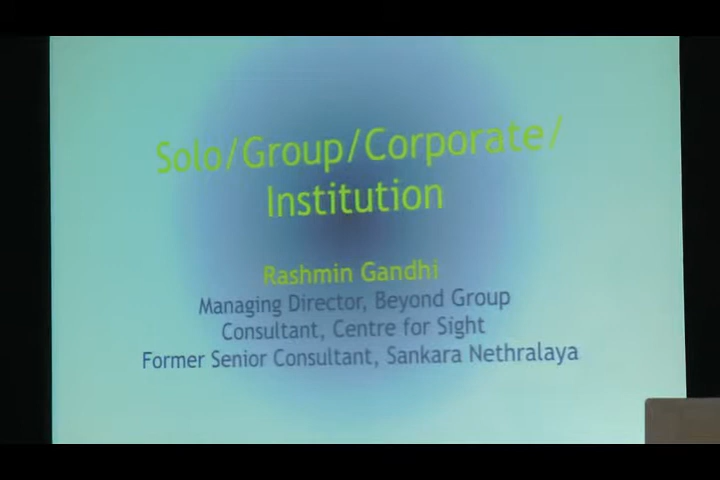 Solo/Group/Corporate/
Institution
Rashmin Gandhi
Managing Director, Beyond Group
Consultant, Centre for Sight
Former Senior Consultant, Sankara Nethralaya